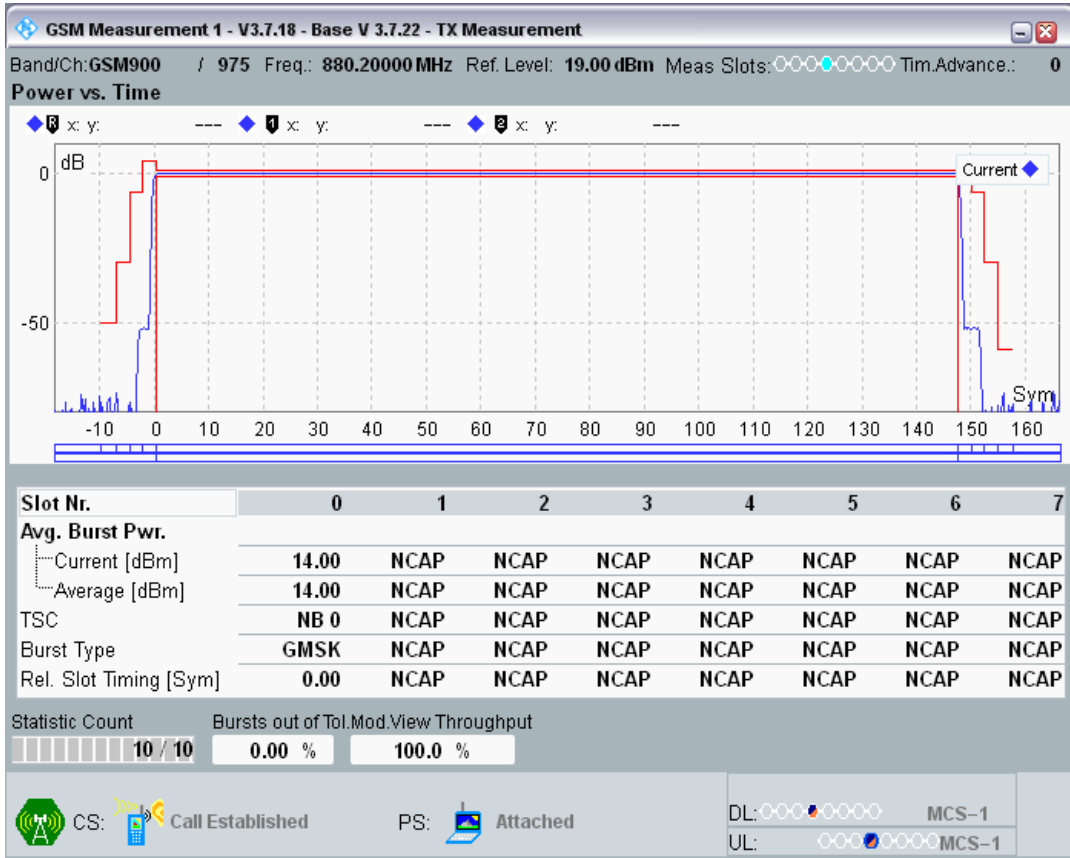 GSM Measurement 1 - V3.7.18 - Base V 3.7.22 - TX Measurement
Band/Ch:GSM900 / 975 Freq.: 880.20000 MHz Ref. Level: 19.00 dBm Meas Slots: Tim.Advance.: 0
Power vs. Time
R x: y: --- 1 x: y: --- 2 x: y: ---
dB
Current
0
-50
Sym
-10 0 10 20 30 40 50 60 70 80 90 100 110 120 130 140 150 160
Slot Nr. 0 1 2 3 4 5 6 7
Avg. Burst Pwr.
Current [dBm] 14.00 NCAP NCAP NCAP NCAP NCAP NCAP NCAP
Average [dBm] 14.00 NCAP NCAP NCAP NCAP NCAP NCAP NCAP
TSC NB 0 NCAP NCAP NCAP NCAP NCAP NCAP NCAP
Burst Type GMSK NCAP NCAP NCAP NCAP NCAP NCAP NCAP
Rel. Slot Timing [Sym] 0.00 NCAP NCAP NCAP NCAP NCAP NCAP NCAP
Statistic Count Bursts out of Tol.Mod.View Throughput
10 / 10 0.00 % 100.0 %
CS: Call Established PS: Attached
DL: MCS-1
UL: MCS-1